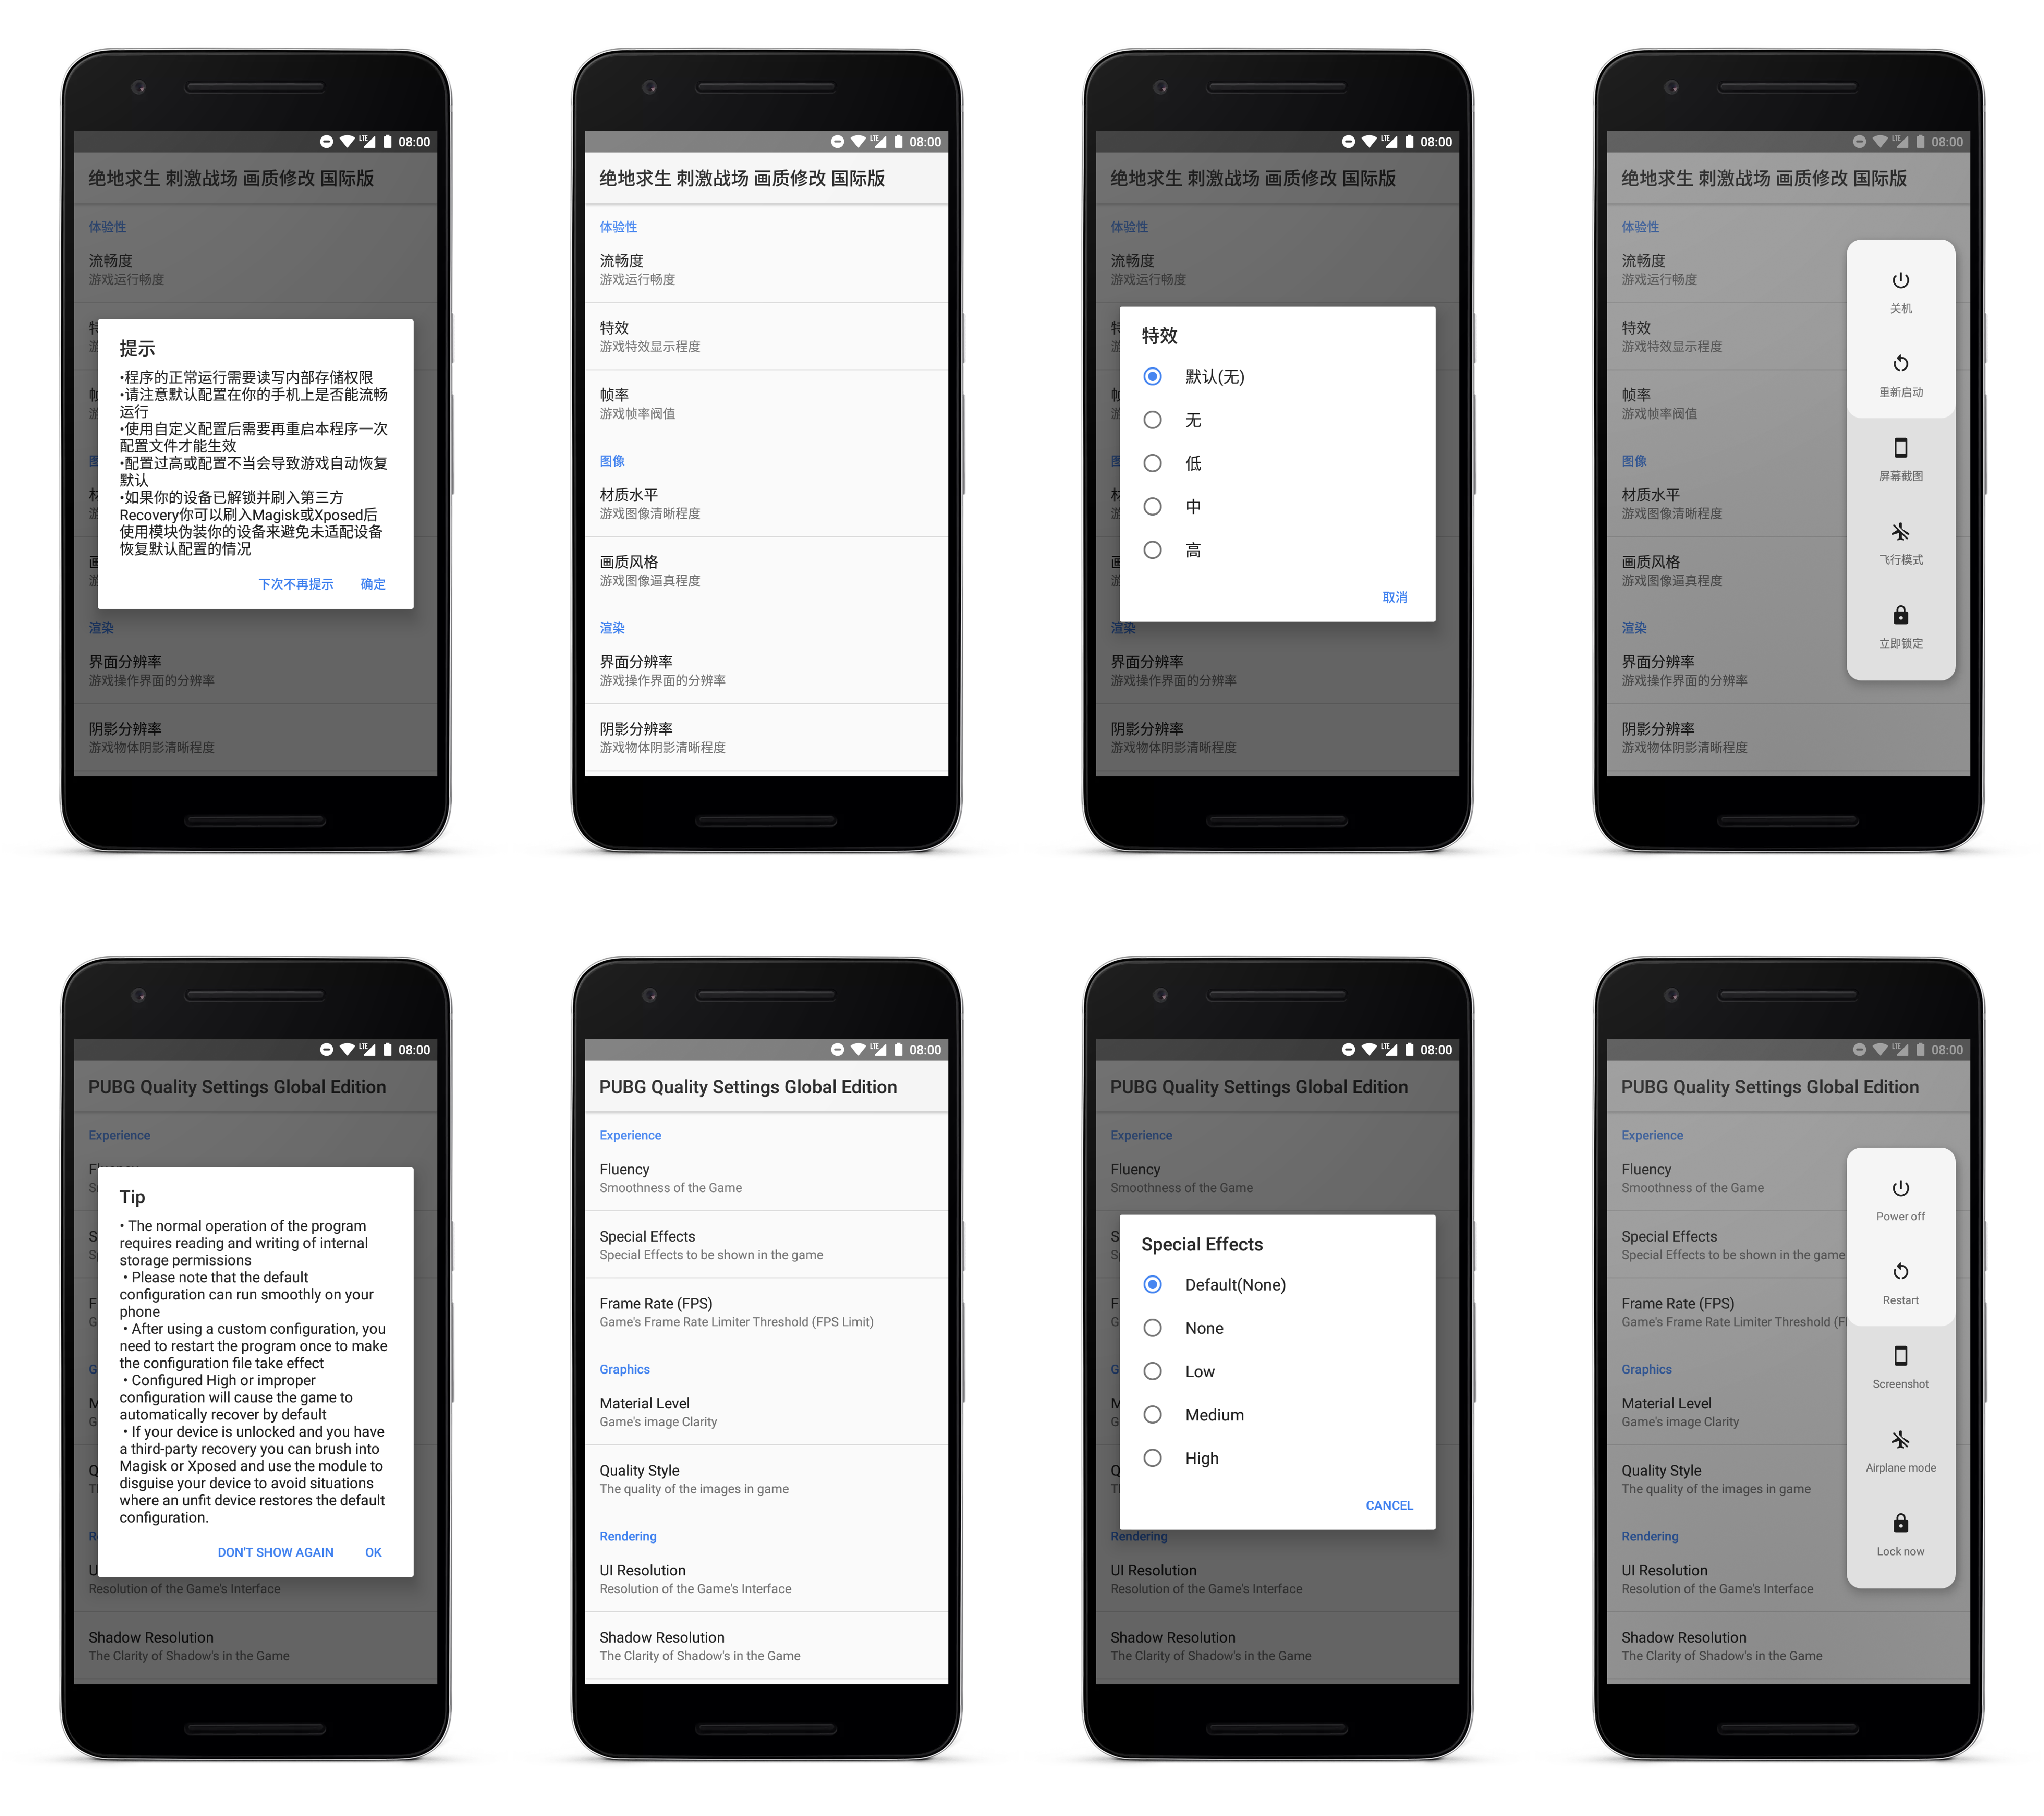 LTE 08:00
绝地求生 刺激战场 画质修改 国际版
体验性
流畅度
游戏运行畅度
提示
•程序的正常运行需要读写内部存储权限
•请注意默认配置在你的手机上是否能流畅
运行
•使用自定义配置后需要再重启本程序一次
配置文件才能生效
•配置过高或配置不当会导致游戏自动恢复
默认
•如果你的设备已解锁并刷入第三方
Recovery你可以刷入Magisk或Xposed后
使用模块伪装你的设备来避免未适配设备
恢复默认配置的情况
下次不再提示 确定
渲染
界面分辨率
游戏操作界面的分辨率
阴影分辨率
游戏物体阴影清晰程度
LTE 08:00
绝地求生 刺激战场 画质修改 国际版
体验性
流畅度
游戏运行畅度
特效
游戏特效显示程度
帧率
游戏帧率阀值
图像
材质水平
游戏图像清晰程度
画质风格
游戏图像逼真程度
渲染
界面分辨率
游戏操作界面的分辨率
阴影分辨率
游戏物体阴影清晰程度
LTE 08:00
绝地求生 刺激战场 画质修改 国际版
体验性
流畅度
游戏运行畅度
特效
默认(无)
无
低
中
高
取消
渲染
界面分辨率
游戏操作界面的分辨率
阴影分辨率
游戏物体阴影清晰程度
LTE 08:00
绝地求生 刺激战场 画质修改 国际版
体验性
流畅度
游戏运行畅度
特效
游戏特效显示程度
帧率
游戏帧率阀值
图像
材质水平
游戏图像清晰程度
画质风格
游戏图像逼真程度
渲染
界面分辨率
游戏操作界面的分辨率
阴影分辨率
游戏物体阴影清晰程度
关机
重新启动
屏幕截图
飞行模式
立即锁定
LTE 08:00
PUBG Quality Settings Global Edition
Experience
Tip
• The normal operation of the program
requires reading and writing of internal
storage permissions
• Please note that the default
configuration can run smoothly on your
phone
• After using a custom configuration, you
need to restart the program once to make
the configuration file take effect
• Configured High or improper
configuration will cause the game to
automatically recover by default
• If your device is unlocked and you have
a third-party recovery you can brush into
Magisk or Xposed and use the module to
disguise your device to avoid situations
where an unfit device restores the default
configuration.
DON'T SHOW AGAIN OK
Resolution of the Game's Interface
Shadow Resolution
The Clarity of Shadow's in the Game
LTE 08:00
PUBG Quality Settings Global Edition
Experience
Fluency
Smoothness of the Game
Special Effects
Special Effects to be shown in the game
Frame Rate (FPS)
Game's Frame Rate Limiter Threshold (FPS Limit)
Graphics
Material Level
Game's image Clarity
Quality Style
The quality of the images in game
Rendering
UI Resolution
Resolution of the Game's Interface
Shadow Resolution
The Clarity of Shadow's in the Game
LTE 08:00
PUBG Quality Settings Global Edition
Experience
Fluency
Smoothness of the Game
Special Effects
Default(None)
None
Low
Medium
High
CANCEL
Rendering
UI Resolution
Resolution of the Game's Interface
Shadow Resolution
The Clarity of Shadow's in the Game
LTE 08:00
PUBG Quality Settings Global Edition
Experience
Fluency
Smoothness of the Game
Special Effects
Special Effects to be shown in the game
Frame Rate (FPS)
Game's Frame Rate Limiter Threshold (F
Graphics
Material Level
Game's image Clarity
Quality Style
The quality of the images in game
Rendering
UI Resolution
Resolution of the Game's Interface
Shadow Resolution
The Clarity of Shadow's in the Game
Power off
Restart
Screenshot
Airplane mode
Lock now